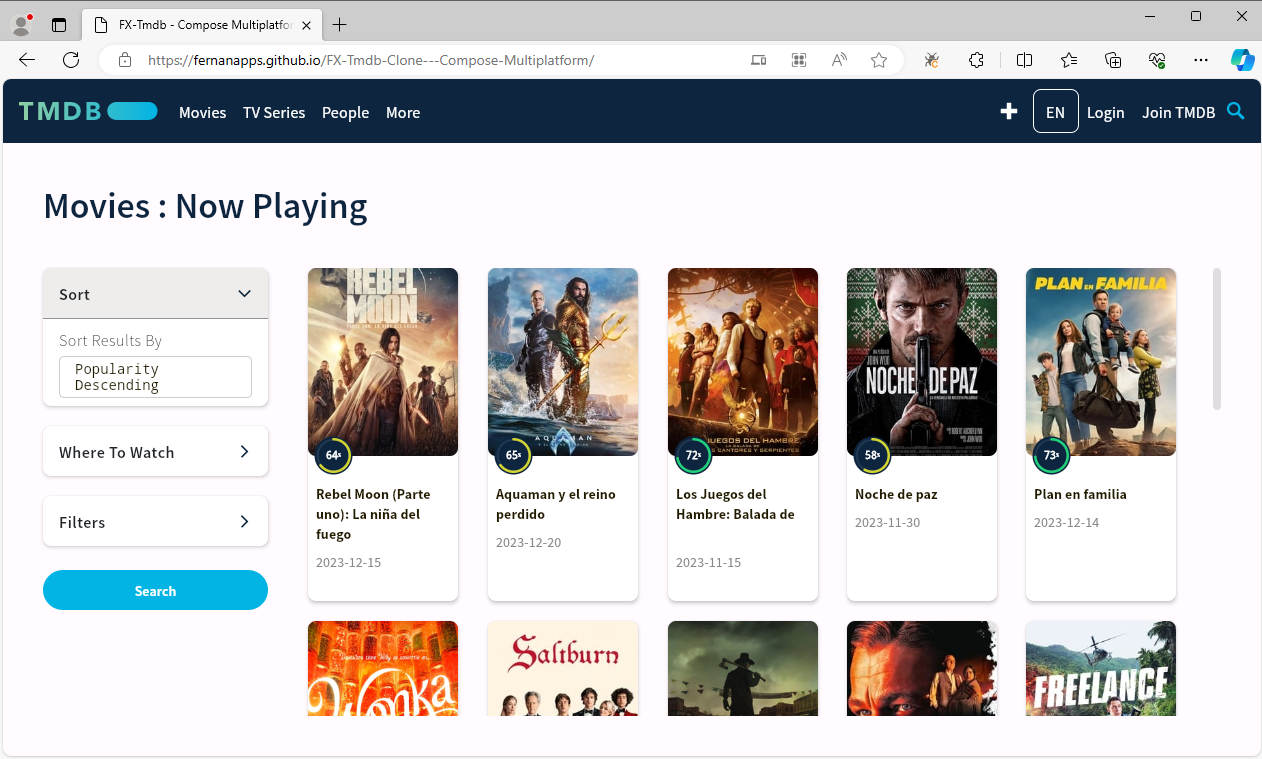 FX-Tmdb - Compose Multiplatfor
https://fernanapps.github.io/FX-Tmdb-Clone---Compose-Multiplatform/
TMDB Movies TV Series People More EN Login Join TMDB
Movies : Now Playing
Sort
Sort Results By
Popularity
Descending
Where To Watch
Filters
Search
REBEL
MOON
64%
Rebel Moon (Parte
uno): La niña del
fuego
2023-12-15
AQUAMAN
65%
Aquaman y el reino
perdido
2023-12-20
JUEGOS DEL HAMBRE
CANTORES Y SERPIENTES
72%
Los Juegos del
Hambre: Balada de
2023-11-15
JOHN WOO
NOCHE DE PAZ
58%
Noche de paz
2023-11-30
PLAN EN FAMILIA
73%
Plan en familia
2023-12-14
Wonka
Saltburn
FREELANCE